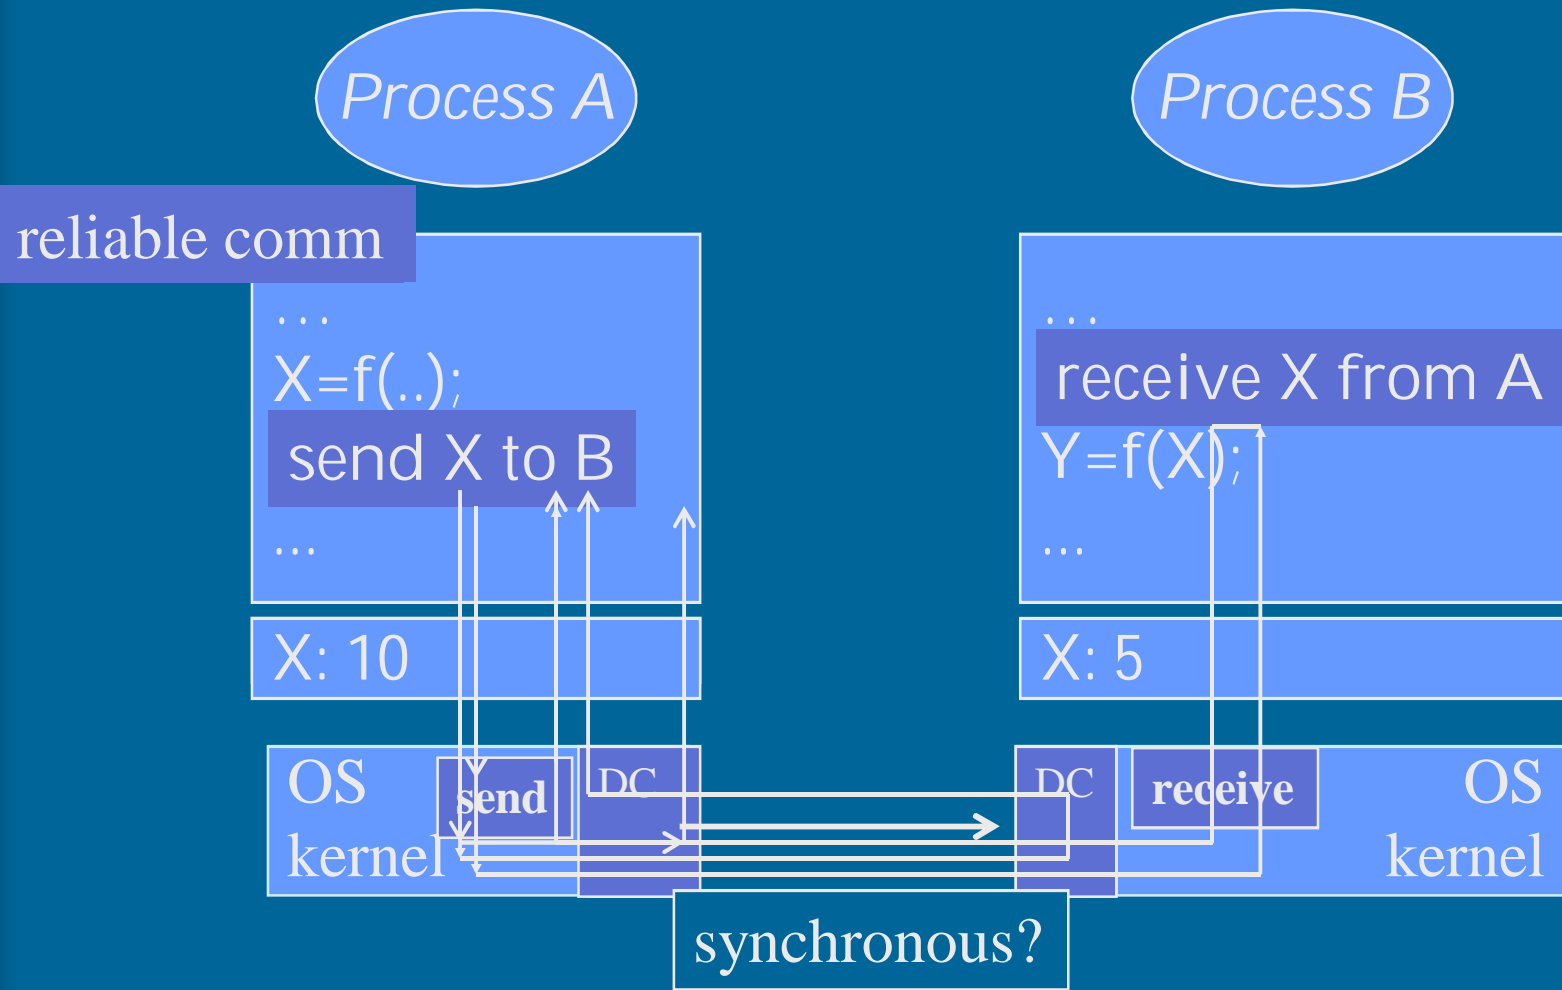 Process A
Process B
reliable comm
...
X=f(..);
send X to B
...
...
receive X from A
Y=f(X);
...
X: 10
X: 5
OS
kernel
send
DC
DC
receive
OS
kernel
synchronous?